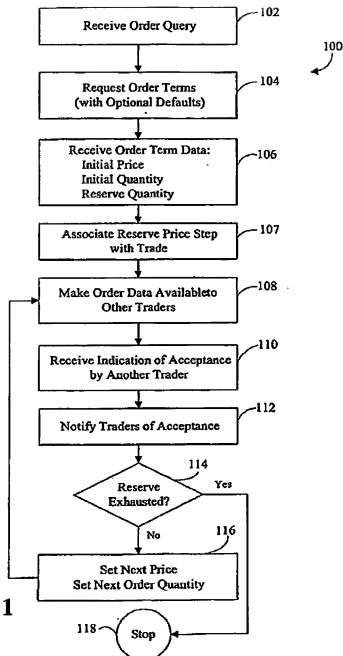 Receive Order Query
102
100
Request Order Terms
(with Optional Defaults)
104
Receive Order Term Data:
Initial Price
Initial Quantity
Reserve Quantity
106
Associate Reserve Price Step
with Trade
107
Make Order Data Availableto
Other Traders
108
Receive Indication of Acceptance
by Another Trader
110
Notify Traders of Acceptance
112
Reserve
Exhausted?
114
Yes
No
116
Set Next Price
Set Next Order Quantity
1
118
Stop